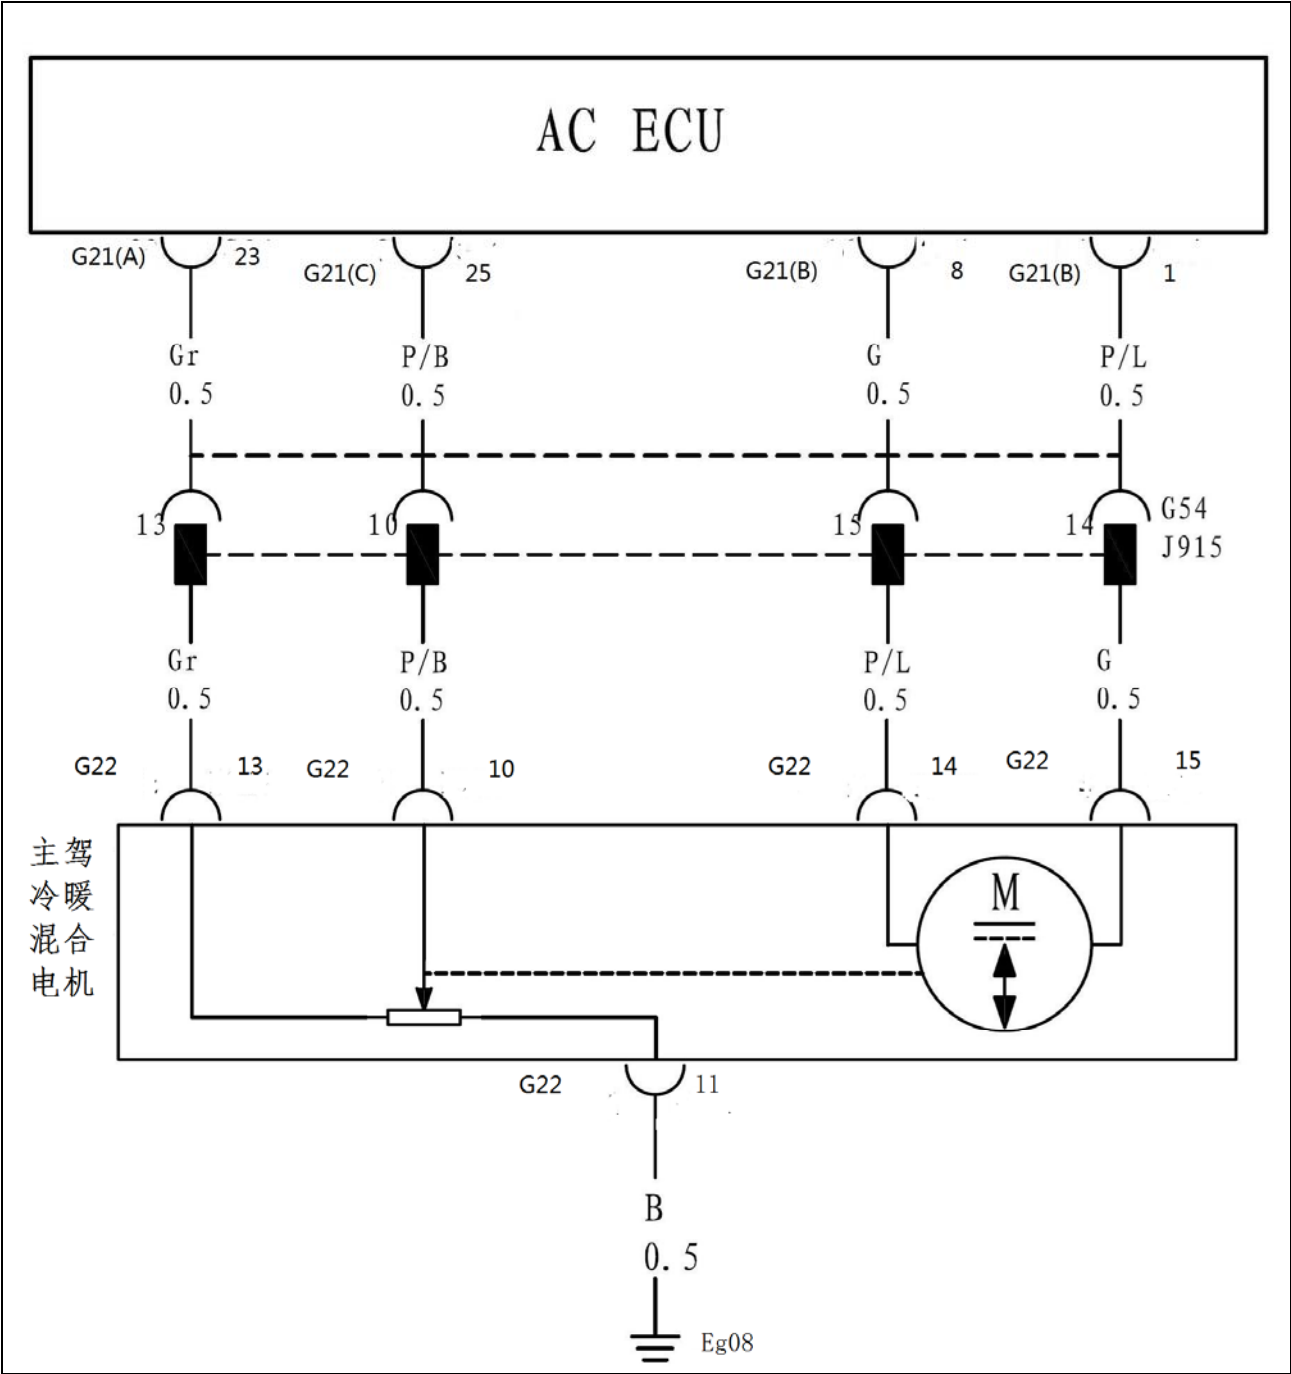 AC ECU
G21(A) 23
G21(C) 25
G21(B) 8
G21(B) 1
Gr P/B G P/L
0.5 0.5 0.5 0.5
13 10 15 14 G54
J915
Gr P/B P/L G
0.5 0.5 0.5 0.5
G22 13 G22 10 G22 14 G22 15
主驾
冷暖
混合
电机
M
G22 11
B
0.5
Eg08